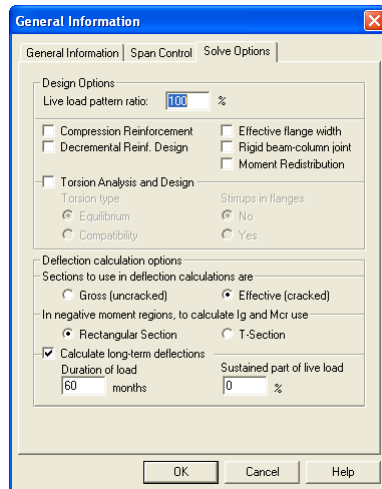 General Information
General Information Span Control Solve Options
Design Options
Live load pattern ratio: 100 %
Compression Reinforcement Effective flange width
Decremental Reinf. Design Rigid beam-column joint
Moment Redistribution
Torsion Analysis and Design
Torsion type Stirrups in flanges
Equilibrium No
Compatibility Yes
Deflection calculation options
Sections to use in deflection calculations are
Gross (uncracked) Effective (cracked)
In negative moment regions, to calculate Ig and Mcr use
Rectangular Section T-Section
Calculate long-term deflections
Duration of load Sustained part of live load
60 months 0 %
OK Cancel Help